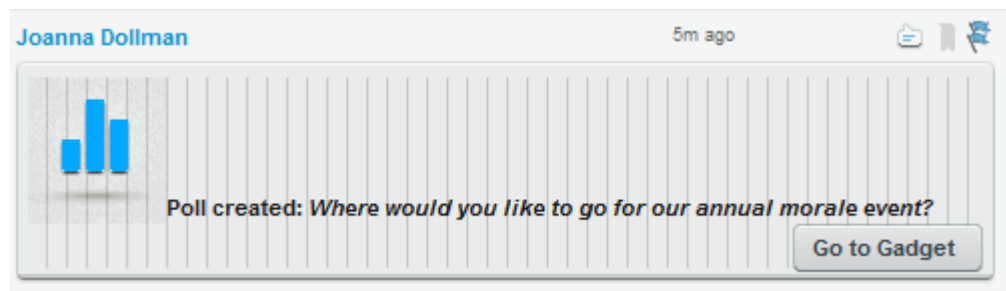 Joanna Dollman 5m ago
Poll created: Where would you like to go for our annual morale event?
Go to Gadget